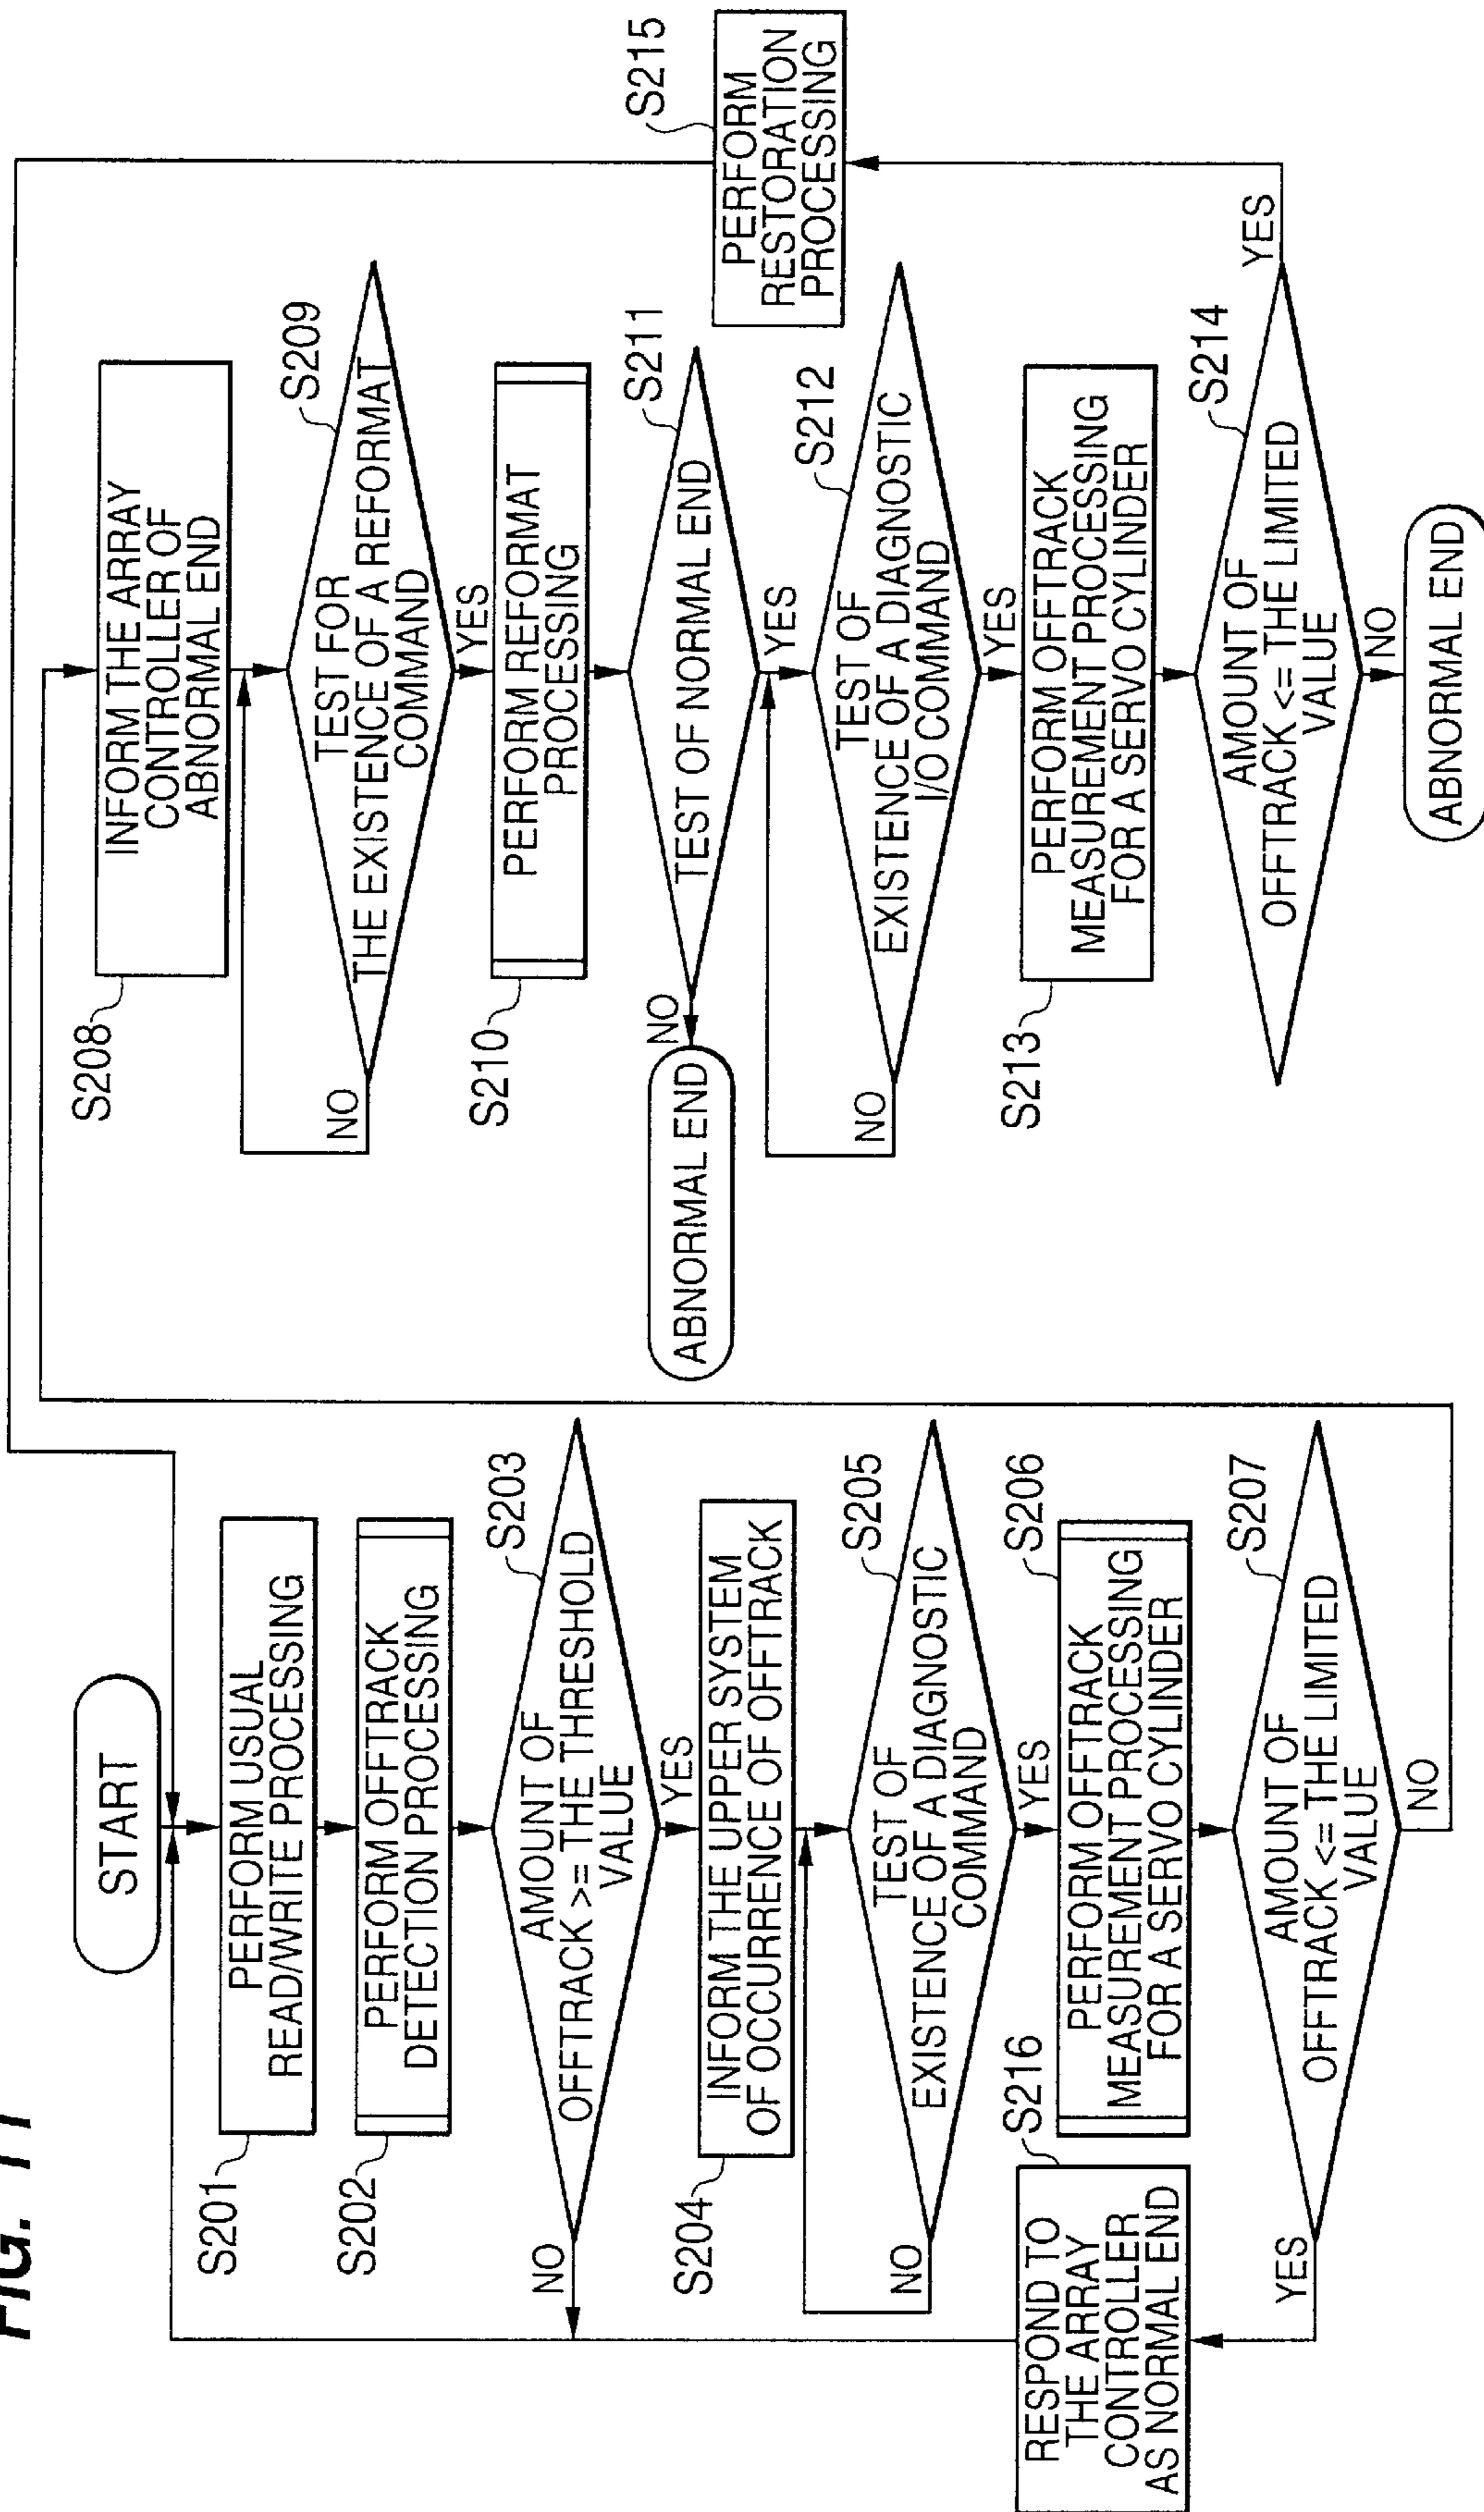 FIG. 11
START
S201
PERFORM USUAL
READ/WRITE PROCESSING
S202
PERFORM OFFTRACK
DETECTION PROCESSING
S203
AMOUNT OF
OFFTRACK >= THE THRESHOLD
VALUE
NO
YES
S204
INFORM THE UPPER SYSTEM
OF OCCURRENCE OF OFFTRACK
S205
TEST OF
EXISTENCE OF A DIAGNOSTIC
COMMAND
NO
YES
S206
PERFORM OFFTRACK
MEASUREMENT PROCESSING
FOR A SERVO CYLINDER
S216
RESPOND TO
THE ARRAY
CONTROLLER
AS NORMAL END
S207
AMOUNT OF
OFFTRACK <= THE LIMITED
VALUE
YES
NO
S208
INFORM THE ARRAY
CONTROLLER OF
ABNORMAL END
S209
TEST FOR
THE EXISTENCE OF A REFORMAT
COMMAND
NO
YES
S210
PERFORM REFORMAT
PROCESSING
S211
TEST OF NORMAL END
NO
ABNORMAL END
YES
S212
TEST OF
EXISTENCE OF A DIAGNOSTIC
I/O COMMAND
NO
YES
S213
PERFORM OFFTRACK
MEASUREMENT PROCESSING
FOR A SERVO CYLINDER
S214
AMOUNT OF
OFFTRACK <= THE LIMITED
VALUE
YES
NO
ABNORMAL END
S215
PERFORM
RESTORATION
PROCESSING